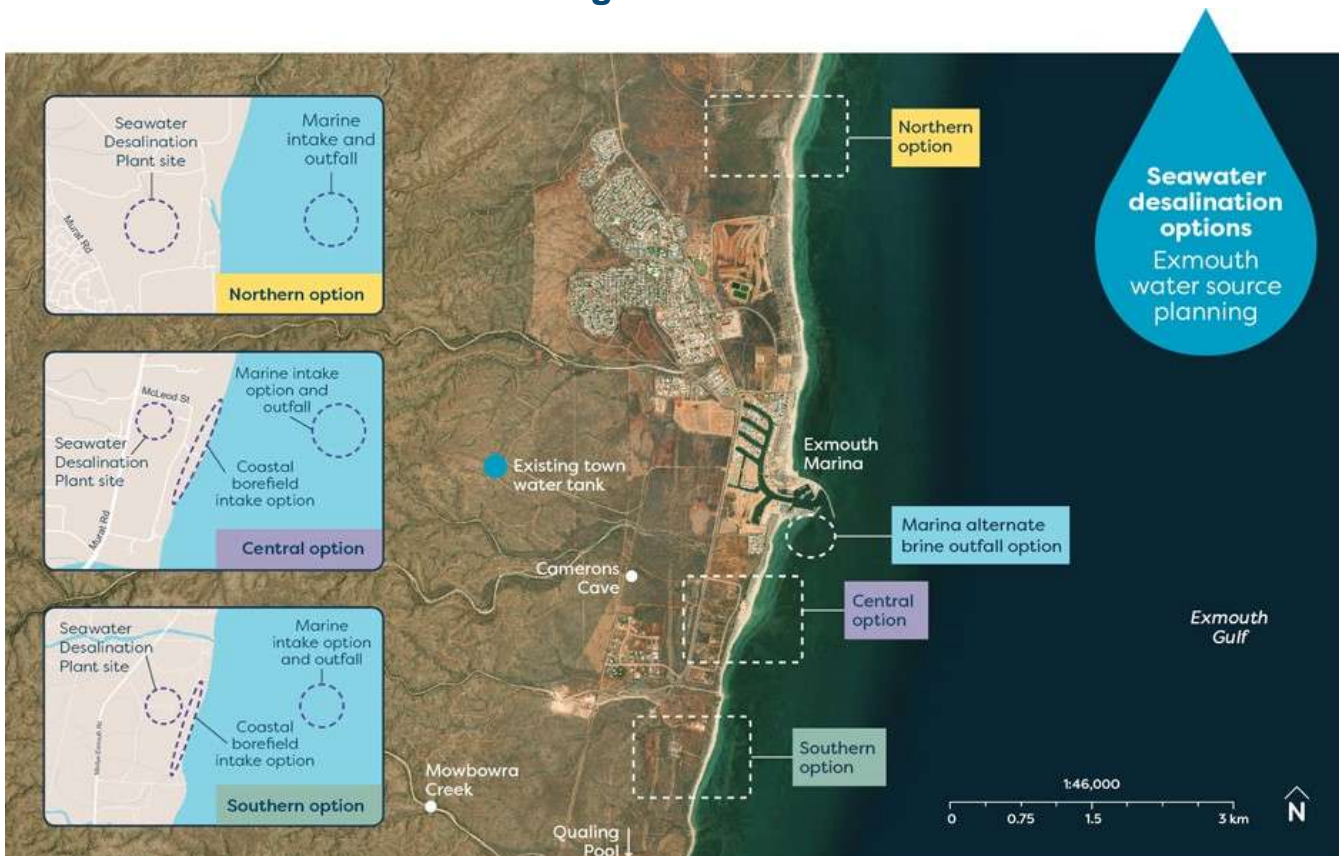 Seawater
Desalination
Plant site
Marine
intake and
outfall
Murat Rd
Northern option
McLeod St
Marine intake
option and
outfall
Seawater
Desalination
Plant site
Coastal
borefield
intake option
Murat Rd
Central option
Seawater
Desalination
Plant site
Marine
intake option
and outfall
Coastal
borefield
intake option
Southern option
Northern
option
Existing town
water tank
Exmouth
Marina
Marina alternate
brine outfall option
Camerons
Cave
Central
option
Southern
option
Mowbowra
Creek
Qualing
Pool
Exmouth
Gulf
Seawater
desalination
options
Exmouth
water source
planning
1:46,000
0 0.75 1.5 3 km
N